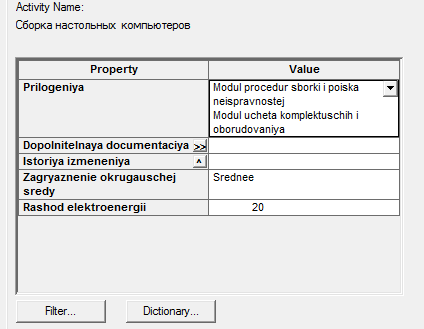 Activity Name:
Сборка настольных компьютеров
Property Value
Prilogeniya Modul procedur sborki i poiska
neispravnostej
Modul ucheta komplektuschih i
oborudovaniya
Dopolnitelnaya documentaciya >>
Istoriya izmeneniya ^
Zagryaznenie okrugauschej Srednee
sredy
Rashod elektroenergii 20
Filter... Dictionary...